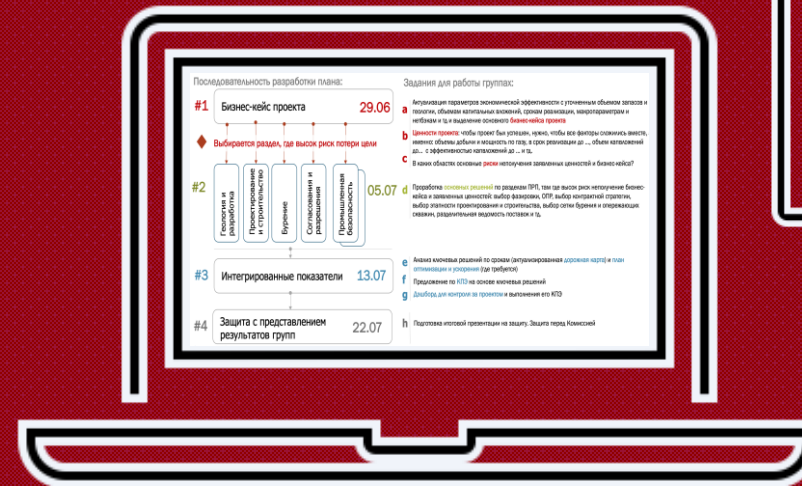 Последовательность разработки плана:
#1 Бизнес-кейс проекта 29.06
Выбирается раздел, где высок риск потери цели
#2
Геология и
разработка
Проектирование
и строительство
Бурение
Согласования и
разрешения
Промышленная
безопасность
05.07
#3 Интегрированные показатели 13.07
#4 Защита с представлением
результатов групп
22.07
Задания для работы группах:
a Актуализация параметров экономической эффективности с уточненным объемом запасов и
геологии, объемам капитальных вложений, срокам реализации, макропараметрам и
нетбэкам и тд и выделение основного бизнес-кейса проекта
b Ценности проекта: чтобы проект был успешен, нужно, чтобы все факторы сложились вместе,
именно: объемы добычи и мощность по газу, в срок реализации до ..., объем капвложений
до... с эффективностью капвложений до ... и тд.
c В каких областях основные риски неполучения заявленных ценностей и бизнес-кейса?
d Проработка основных решений по разделам ПРП, там где высок риск неполучение бизнес-
кейса и заявленных ценностей: выбор фазировки, ОПР, выбор контрактной стратегии,
выбор этапности проектирования и строительства, выбор сетки бурения и опережающих
скважин, разделительная ведомость поставок и тд.
e Анализ ключевых решений по срокам (актуализированная дорожная карта) и план
оптимизации и ускорения (где требуется)
f Предложение по КПЭ на основе ключевых решений
g Дашборд для контроля за проектом и выполнения его КПЭ
h Подготовка итоговой презентации на защиту. Защита перед Комиссией